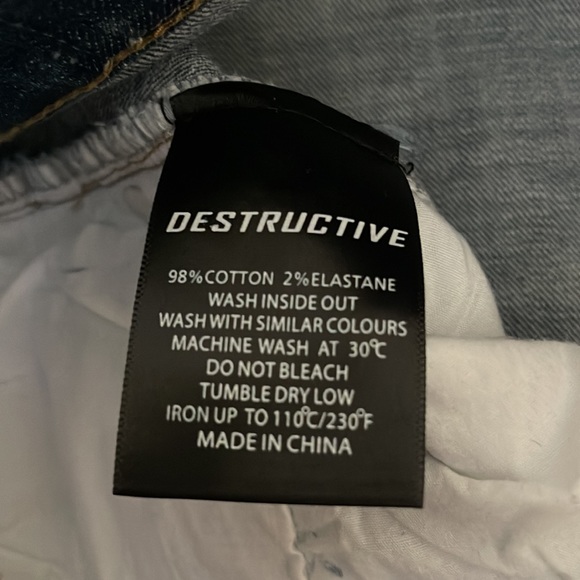 DESTRUCTIVE
98%COTTON 2%ELASTANE
WASH INSIDE OUT
WASH WITH SIMILAR COLOURS
MACHINE WASH AT 30℃
DO NOT BLEACH
TUMBLE DRY LOW
IRON UP TO 110℃/230℉
MADE IN CHINA